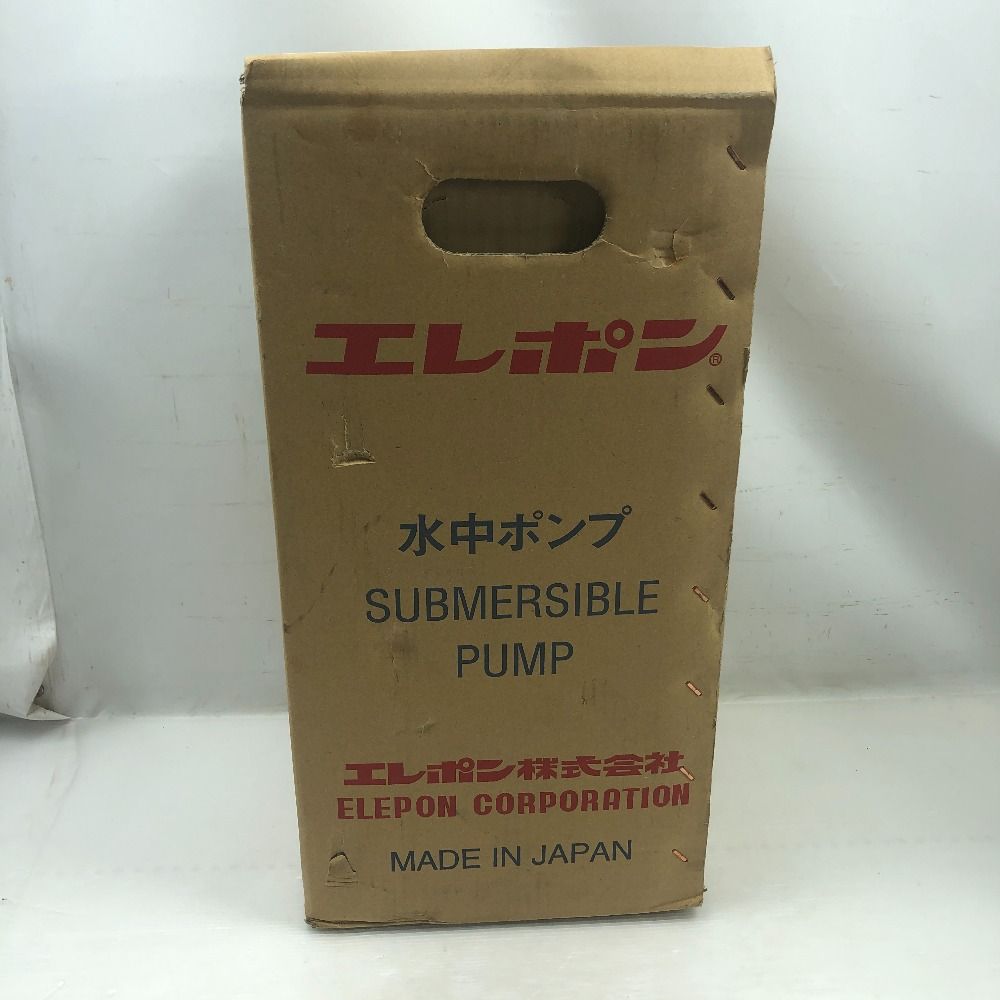 エレポン®
水中ポンプ
SUBMERSIBLE
PUMP
エレポン株式会社
ELEPON CORPORATION
MADE IN JAPAN